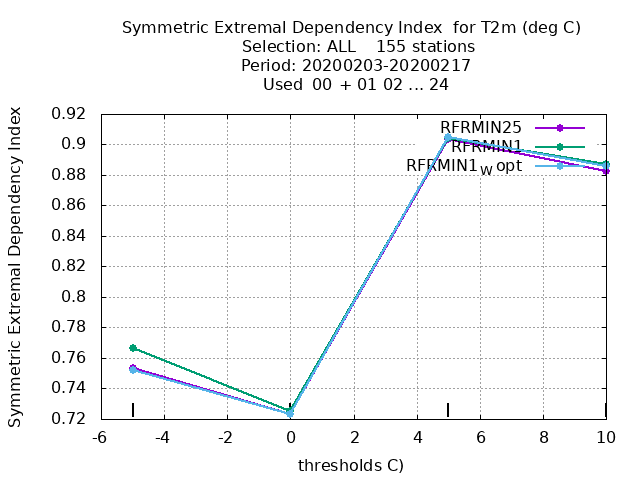 Symmetric Extremal Dependency Index for T2m (deg C)
Selection: ALL 155 stations
Period: 20200203-20200217
Used 00 + 01 02 ... 24
Symmetric Extremal Dependency Index
0.92
0.9
0.88
0.86
0.84
0.82
0.8
0.78
0.76
0.74
0.72
RFRMIN25
RFRMIN1
RFRMIN1W opt
-6 -4 -2 0 2 4 6 8 10
thresholds C)